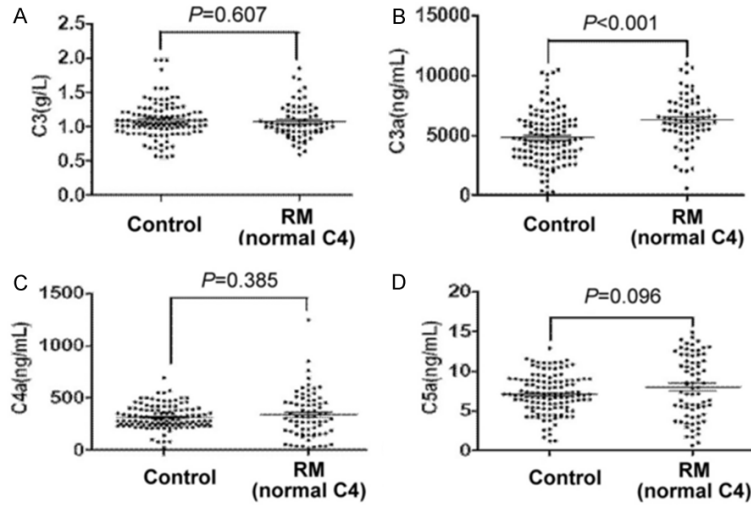 A
P=0.607
C3(g/L)
2.5
2.0
1.5
1.0
0.5
0.0
Control
RM
(normal C4)
B
P<0.001
C3a(ng/mL)
15000
10000
5000
0
Control
RM
(normal C4)
C
P=0.385
C4a(ng/mL)
1500
1000
500
0
Control
RM
(normal C4)
D
P=0.096
C5a(ng/mL)
20
15
10
5
0
Control
RM
(normal C4)